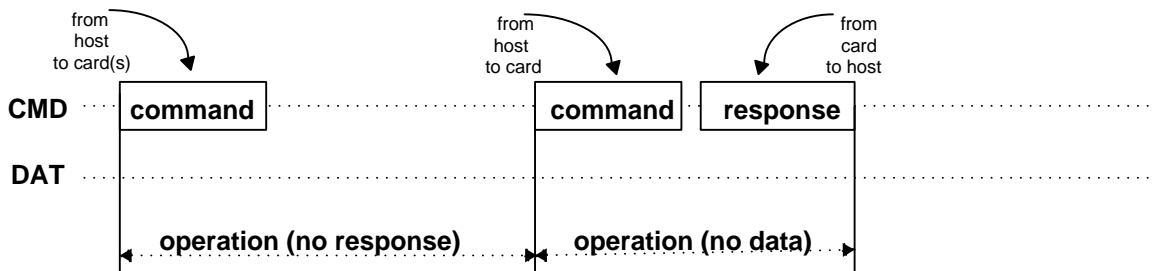 from
host
to card(s)
from
host
to card
from
card
to host
CMD
command
command
response
DAT
operation (no response)
operation (no data)